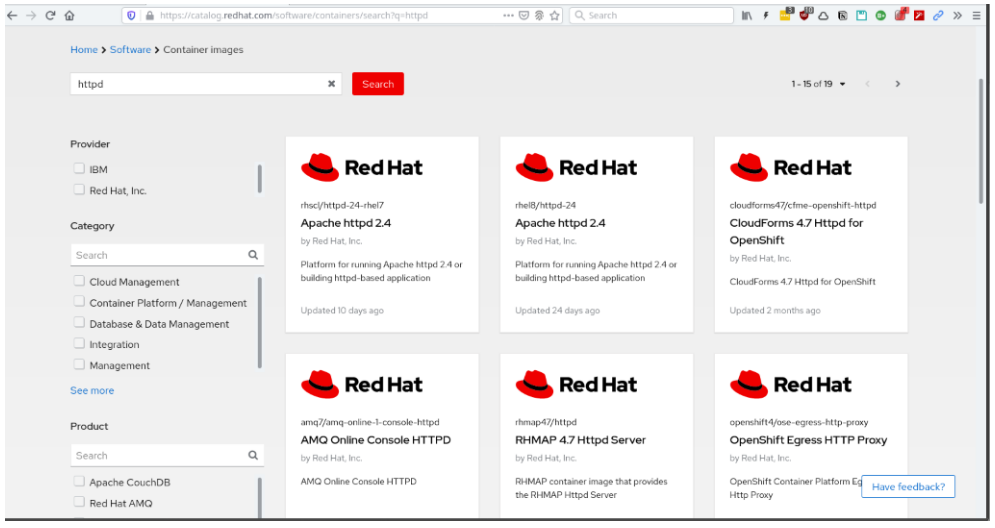 https://catalog.redhat.com/software/containers/search?q=httpd
Search
Home > Software > Container images
httpd
Search
1 - 15 of 19
Provider
IBM
Red Hat, Inc.
Category
Search
Cloud Management
Container Platform / Management
Database & Data Management
Integration
Management
See more
Product
Search
Apache CouchDB
Red Hat AMQ
Red Hat
rhscl/httpd-24-rhel7
Apache httpd 2.4
by Red Hat, Inc.
Platform for running Apache httpd 2.4 or
building httpd-based application
Updated 10 days ago
Red Hat
rhel8/httpd-24
Apache httpd 2.4
by Red Hat, Inc.
Platform for running Apache httpd 2.4 or
building httpd-based application
Updated 24 days ago
Red Hat
cloudforms47/cfme-openshift-httpd
CloudForms 4.7 Httpd for
OpenShift
by Red Hat, Inc.
CloudForms 4.7 Httpd for OpenShift
Updated 2 months ago
Red Hat
amq7/amq-online-1-console-httpd
AMQ Online Console HTTPD
by Red Hat, Inc.
AMQ Online Console HTTPD
Red Hat
rhmap47/httpd
RHMAP 4.7 Httpd Server
by Red Hat, Inc.
RHMAP container image that provides
the RHMAP Httpd Server
Red Hat
openshift4/ose-egress-http-proxy
OpenShift Egress HTTP Proxy
by Red Hat, Inc.
OpenShift Container Platform Eg
Http Proxy
Have feedback?